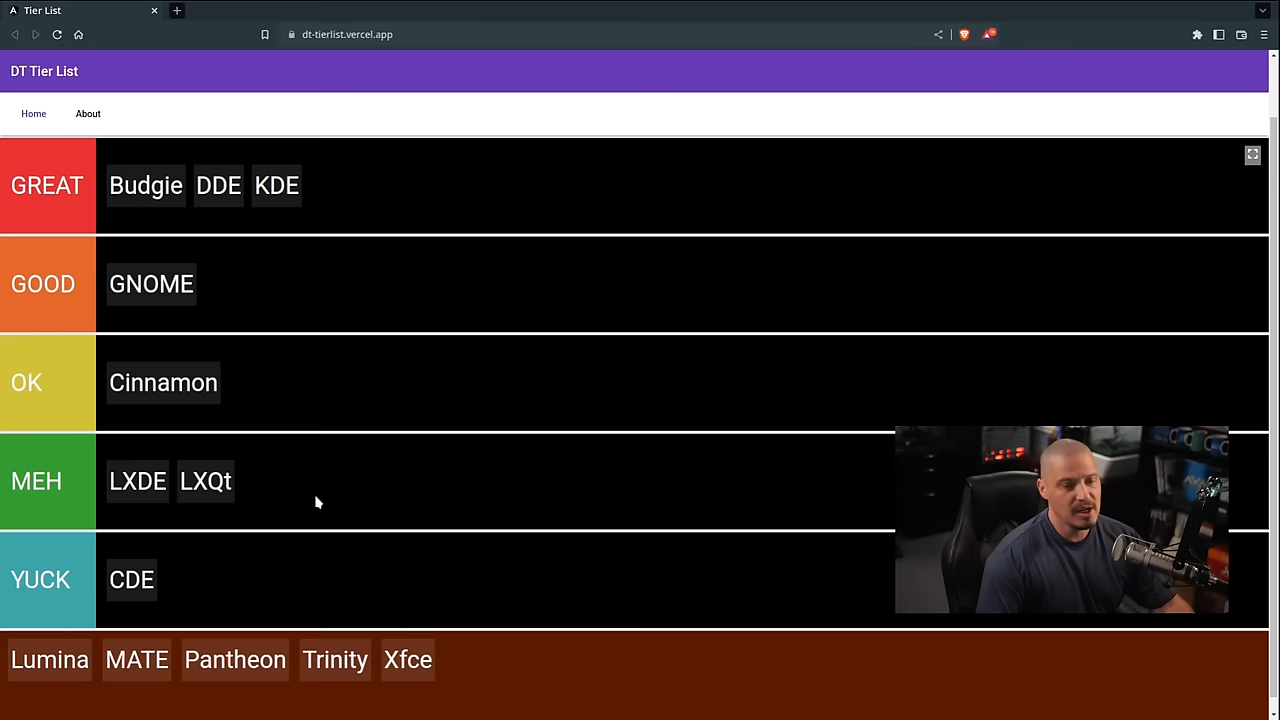 Tier List
dt-tierlist.vercel.app
DT Tier List
Home About
GREAT Budgie DDE KDE
GOOD GNOME
OK Cinnamon
MEH LXDE LXQt
YUCK CDE
Lumina MATE Pantheon Trinity Xfce